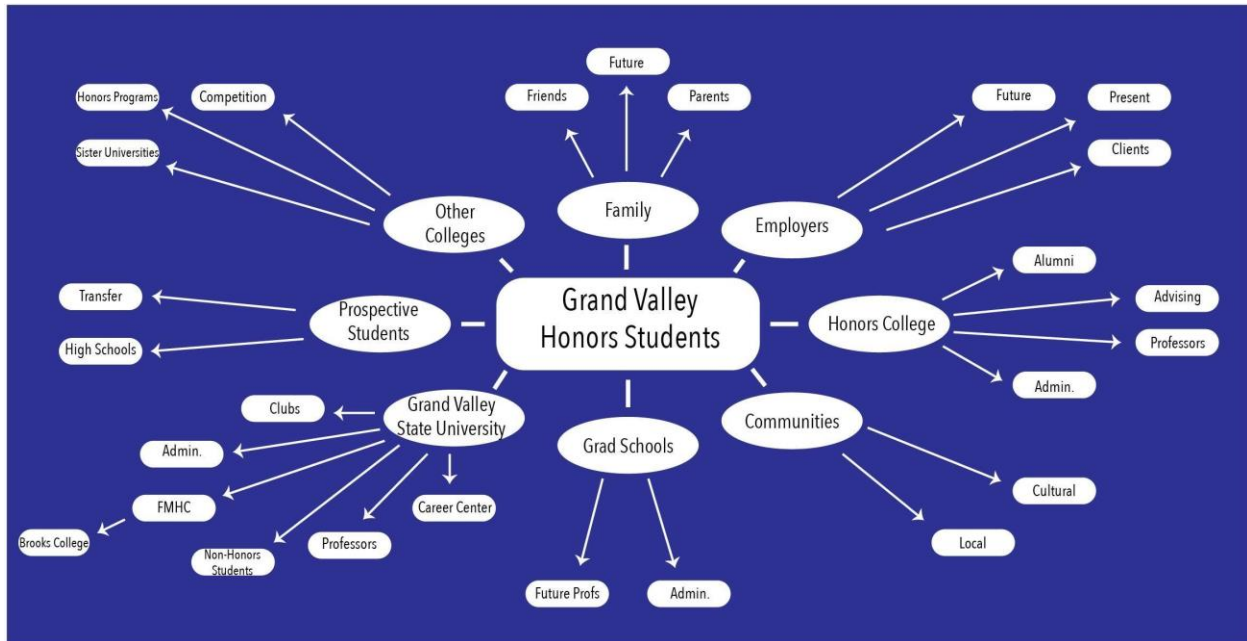 Future
Friends
Parents
Honors Programs
Competition
Sister Universities
Future
Present
Clients
Other
Colleges
Family
Employers
Grand Valley
Honors Students
Prospective
Students
Transfer
High Schools
Honors College
Alumni
Advising
Professors
Admin.
Grand Valley
State University
Clubs
Admin.
FMHC
Brooks College
Non-Honors
Students
Professors
Career Center
Grad Schools
Future Profs
Admin.
Communities
Cultural
Local